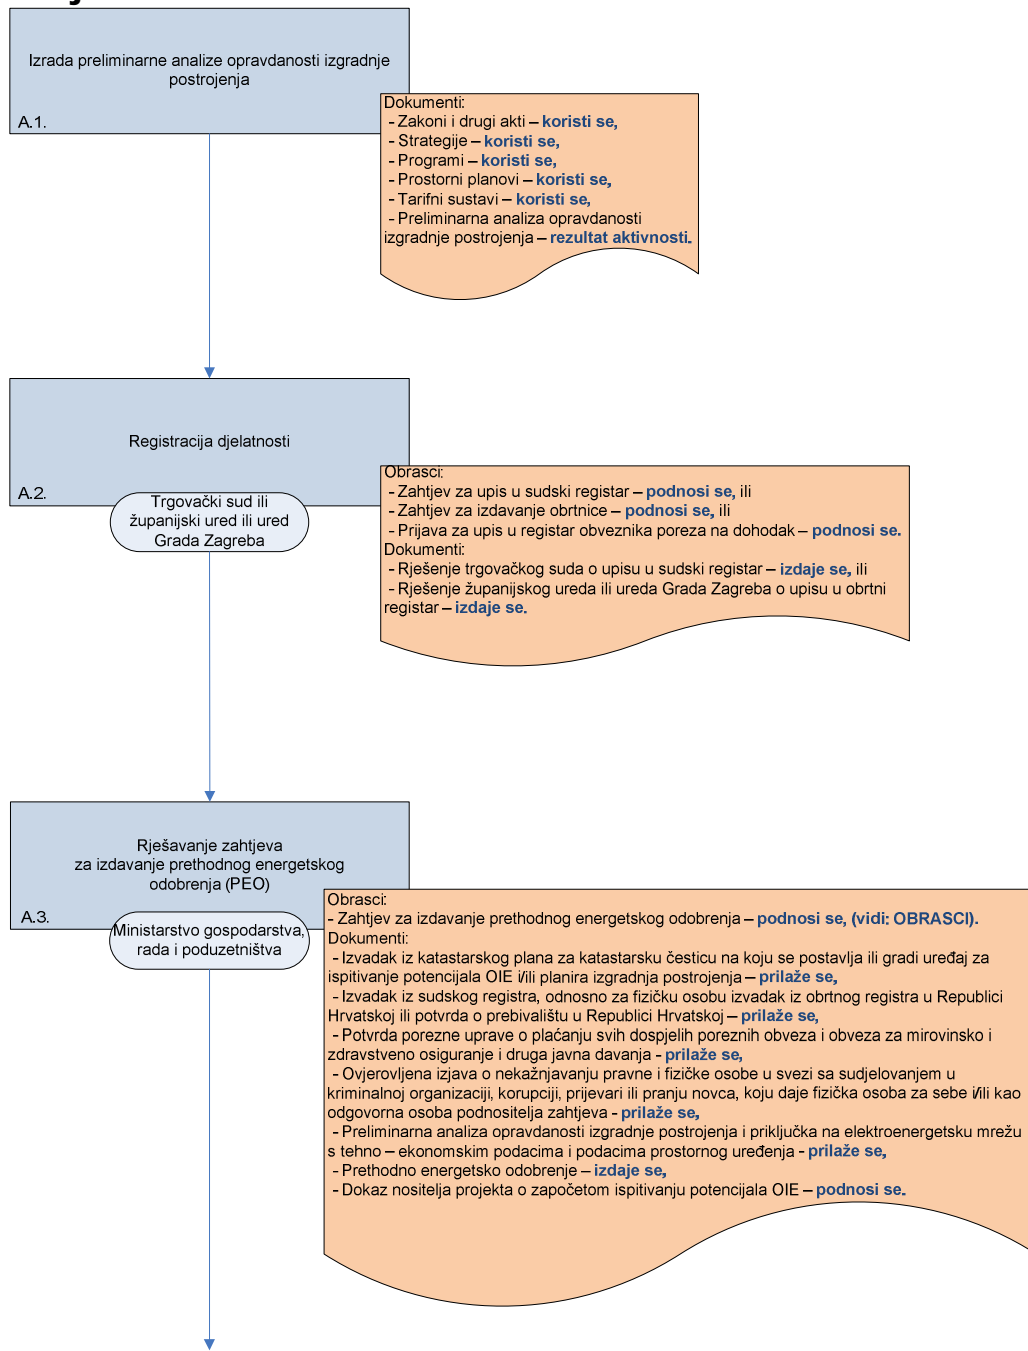 Izrada preliminarne analize opravdanosti izgradnje
postrojenja
A.1.
Dokumenti:
- Zakoni i drugi akti – koristi se,
- Strategije – koristi se,
- Programi – koristi se,
- Prostorni planovi – koristi se,
- Tarifni sustavi – koristi se,
- Preliminarna analiza opravdanosti
izgradnje postrojenja – rezultat aktivnosti.
Registracija djelatnosti
A.2.
Trgovački sud ili
županijski ured ili ured
Grada Zagreba
Obrasci:
- Zahtjev za upis u sudski registar – podnosi se, ili
- Zahtjev za izdavanje obrtnice – podnosi se, ili
- Prijava za upis u registar obveznika poreza na dohodak – podnosi se.
Dokumenti:
- Rješenje trgovačkog suda o upisu u sudski registar – izdaje se, ili
- Rješenje županijskog ureda ili ureda Grada Zagreba o upisu u obrtni
registar – izdaje se.
Rješavanje zahtjeva
za izdavanje prethodnog energetskog
odobrenja (PEO)
A.3.
Ministarstvo gospodarstva,
rada i poduzetništva
Obrasci:
- Zahtjev za izdavanje prethodnog energetskog odobrenja – podnosi se, (vidi: OBRASCI).
Dokumenti:
- Izvadak iz katastarskog plana za katastarsku česticu na koju se postavlja ili gradi uređaj za
ispitivanje potencijala OIE i/ili planira izgradnja postrojenja – prilaže se,
- Izvadak iz sudskog registra, odnosno za fizičku osobu izvadak iz obrtnog registra u Republici
Hrvatskoj ili potvrda o prebivalištu u Republici Hrvatskoj – prilaže se,
- Potvrda porezne uprave o plaćanju svih dospjelih poreznih obveza i obveza za mirovinsko i
zdravstveno osiguranje i druga javna davanja - prilaže se,
- Ovjerovljena izjava o nekažnjavanju pravne i fizičke osobe u svezi sa sudjelovanjem u
kriminalnoj organizaciji, korupciji, prijevari ili pranju novca, koju daje fizička osoba za sebe i/ili kao
odgovorna osoba podnositelja zahtjeva - prilaže se,
- Preliminarna analiza opravdanosti izgradnje postrojenja i priključka na elektroenergetsku mrežu
s tehno – ekonomskim podacima i podacima prostornog uređenja - prilaže se,
- Prethodno energetsko odobrenje – izdaje se,
- Dokaz nositelja projekta o započetom ispitivanju potencijala OIE – podnosi se.